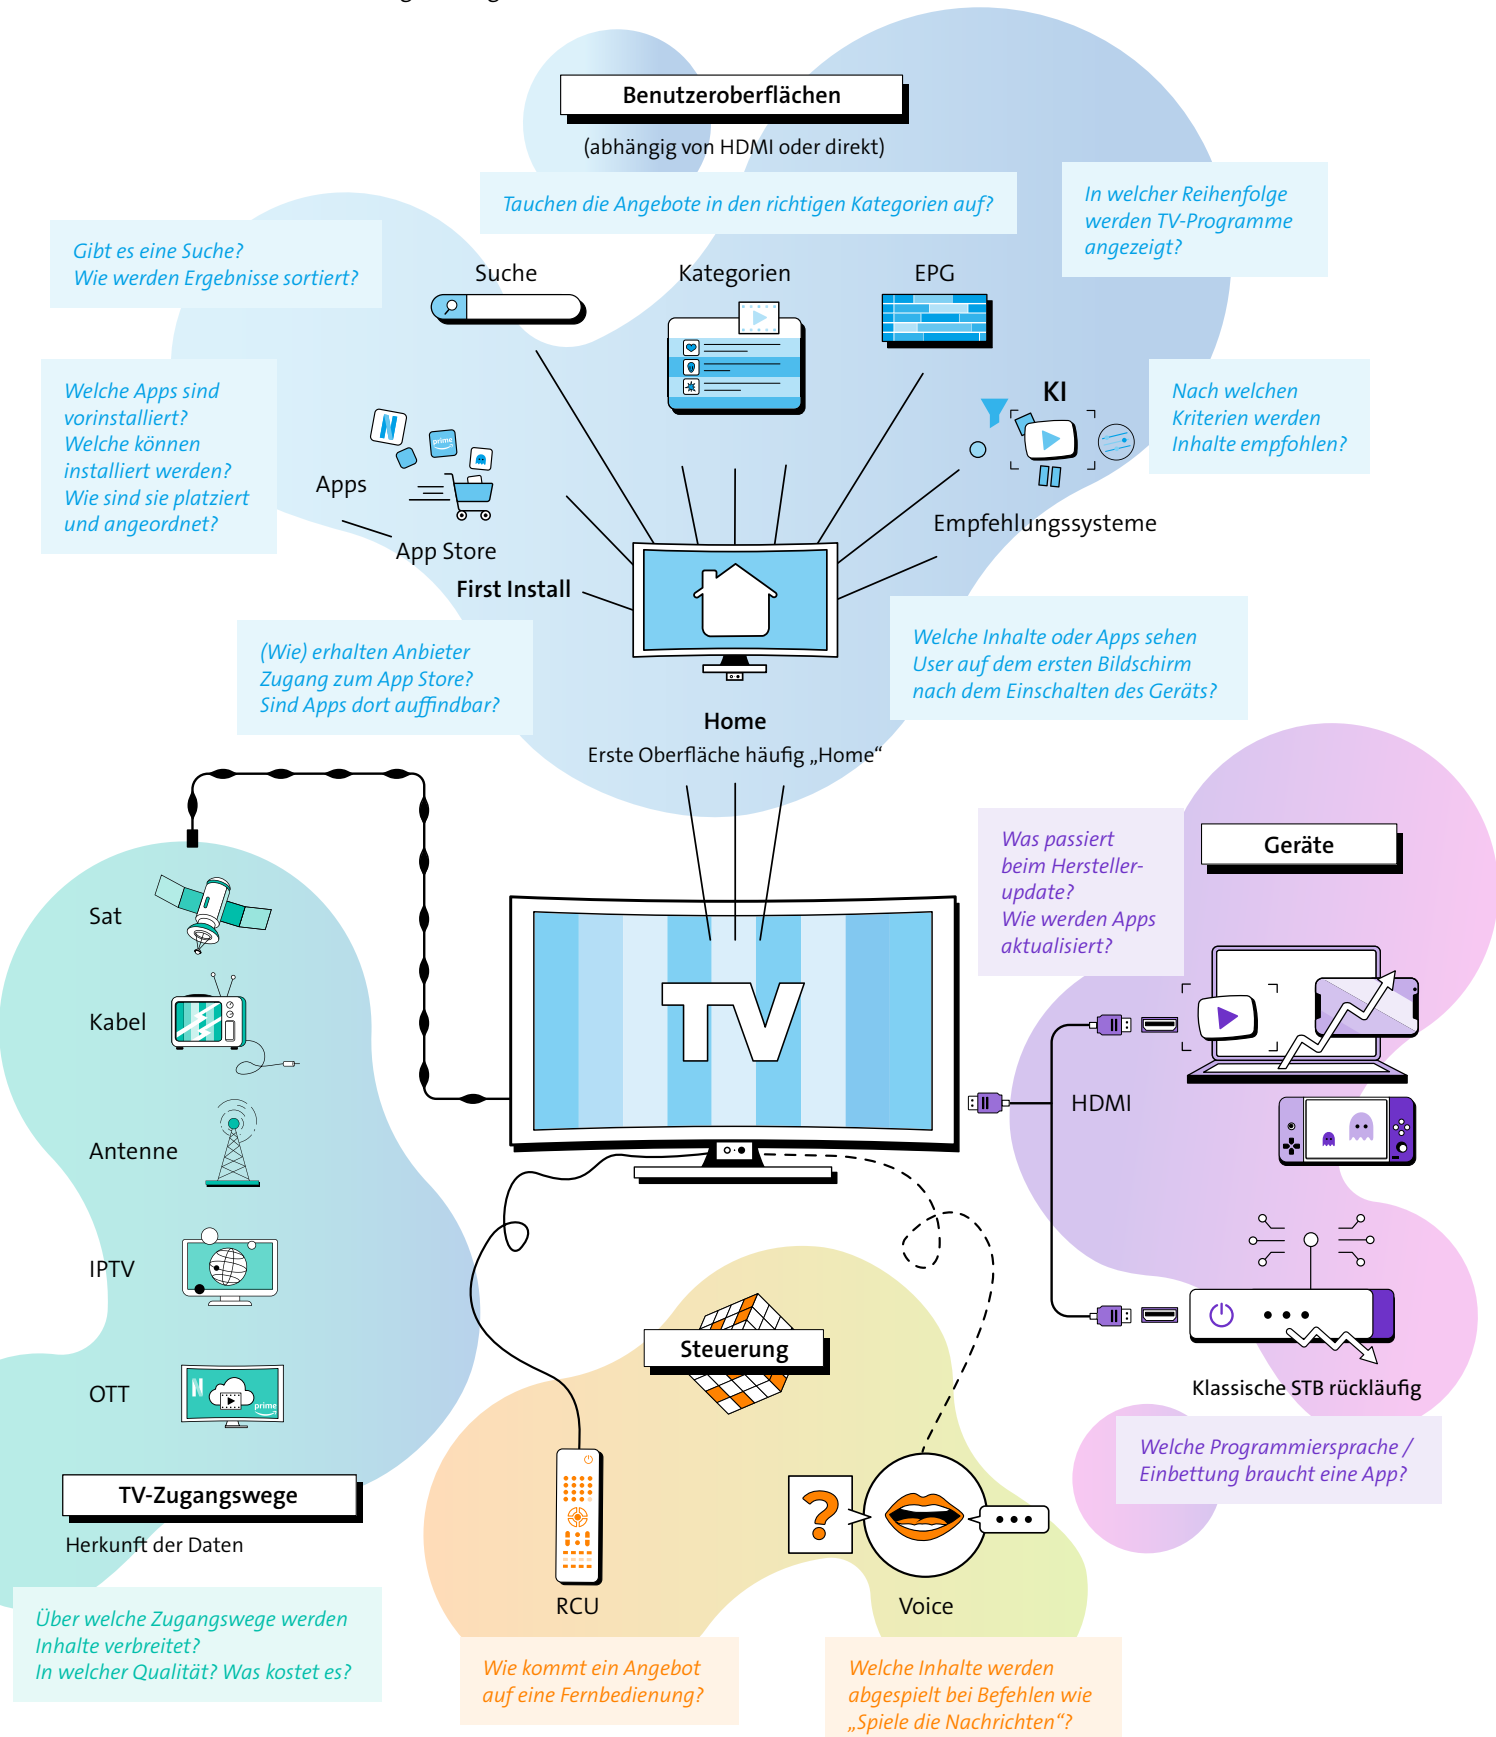 Benutzeroberflächen
(abhängig von HDMI oder direkt)
Tauchen die Angebote in den richtigen Kategorien auf?
In welcher Reihenfolge
werden TV-Programme
angezeigt?
Gibt es eine Suche?
Wie werden Ergebnisse sortiert?
Suche
Kategorien
EPG
Welche Apps sind
vorinstalliert?
Welche können
installiert werden?
Wie sind sie platziert
und angeordnet?
N
prime
Apps
App Store
First Install
KI
Nach welchen
Kriterien werden
Inhalte empfohlen?
Empfehlungssysteme
(Wie) erhalten Anbieter
Zugang zum App Store?
Sind Apps dort auffindbar?
Welche Inhalte oder Apps sehen
User auf dem ersten Bildschirm
nach dem Einschalten des Geräts?
Home
Erste Oberfläche häufig „Home“
Was passiert
beim Hersteller-
update?
Wie werden Apps
aktualisiert?
Geräte
Sat
Kabel
Antenne
IPTV
OTT
N
prime
TV
HDMI
Steuerung
Klassische STB rückläufig
Welche Programmiersprache /
Einbettung braucht eine App?
TV-Zugangswege
Herkunft der Daten
Über welche Zugangswege werden
Inhalte verbreitet?
In welcher Qualität? Was kostet es?
?
RCU
Voice
Wie kommt ein Angebot
auf eine Fernbedienung?
Welche Inhalte werden
abgespielt bei Befehlen wie
„Spiele die Nachrichten“?